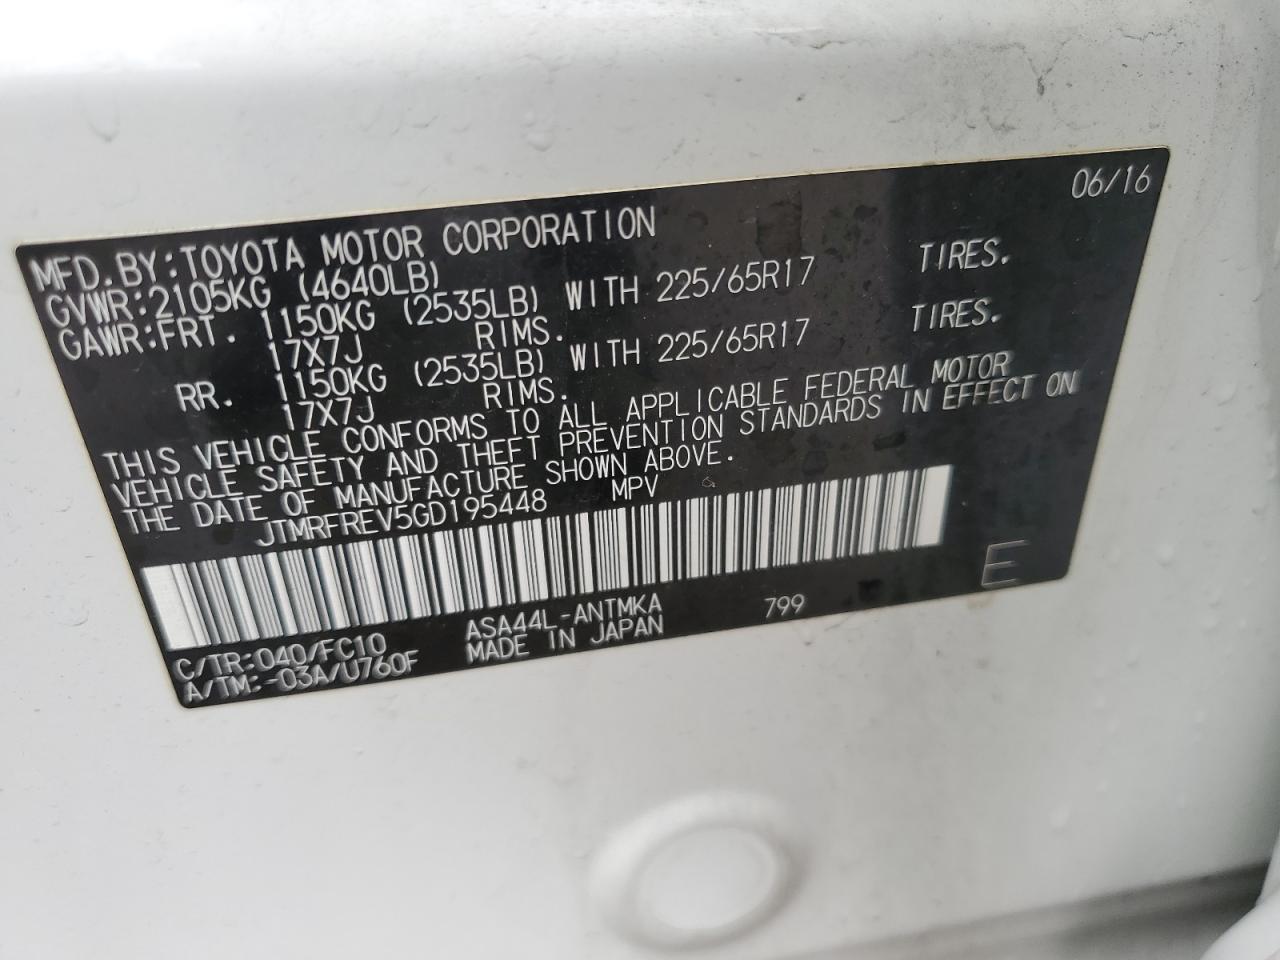 06/16
MFD.BY:TOYOTA MOTOR CORPORATION
GVWR:2105KG (4640LB)
GAWR:FRT. 1150KG (2535LB) WITH 225/65R17 TIRES.
17X7J RIMS.
RR. 1150KG (2535LB) WITH 225/65R17 TIRES.
17X7J RIMS.
THIS VEHICLE CONFORMS TO ALL APPLICABLE FEDERAL MOTOR
VEHICLE SAFETY AND THEFT PREVENTION STANDARDS IN EFFECT ON
THE DATE OF MANUFACTURE SHOWN ABOVE.
JTMRFREV5GD195448 MPV
E
C/TR:040/FC10 ASA44L-ANTMKA 799
A/TM:-03A/U760F MADE IN JAPAN